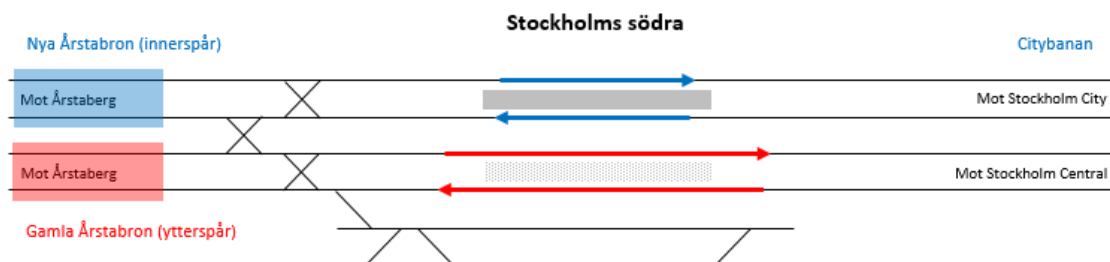 Stockholms södra
Nya Årstabron (innerspår)
Citybanan
Mot Årstaberg
Mot Stockholm City
Mot Årstaberg
Mot Stockholm Central
Gamla Årstabron (ytterspår)